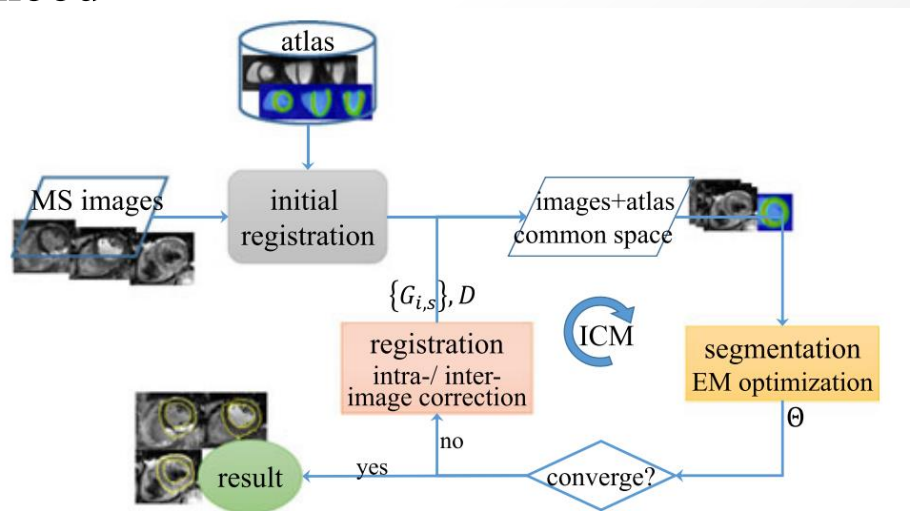 atlas
MS images
initial
registration
images+atlas
common space
{G_{i,s}}, D
registration
intra-/ inter-
image correction
ICM
segmentation
EM optimization
Θ
no
yes
converge?
result